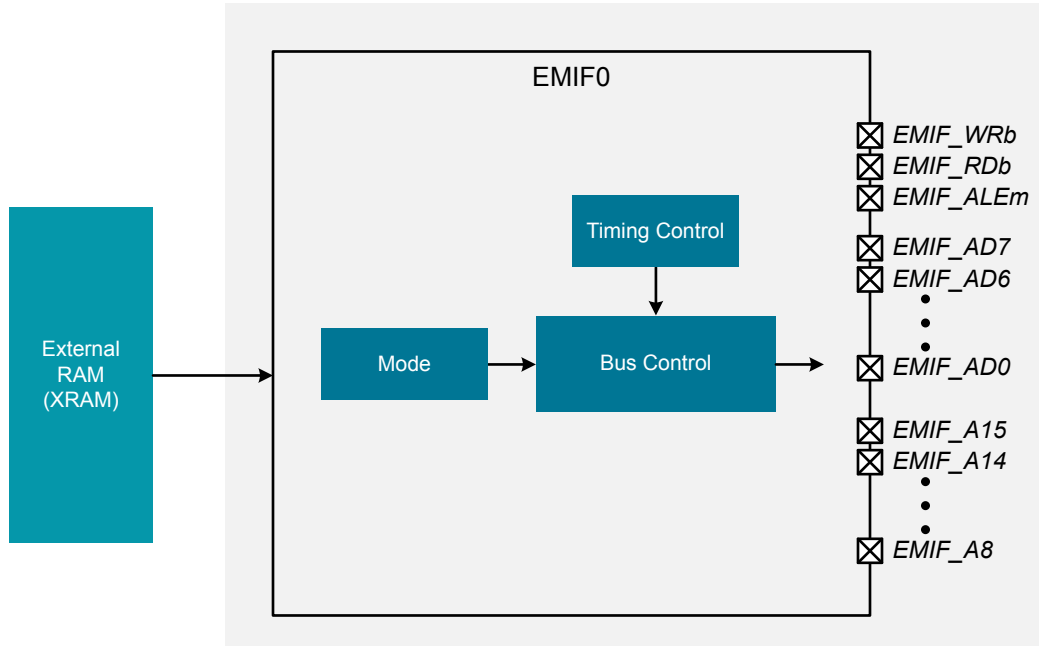 EMIF0
EMIF_WRb
EMIF_RDb
EMIF_ALEm
Timing Control
EMIF_AD7
EMIF_AD6
External
RAM
(XRAM)
Mode
Bus Control
EMIF_AD0
EMIF_A15
EMIF_A14
EMIF_A8